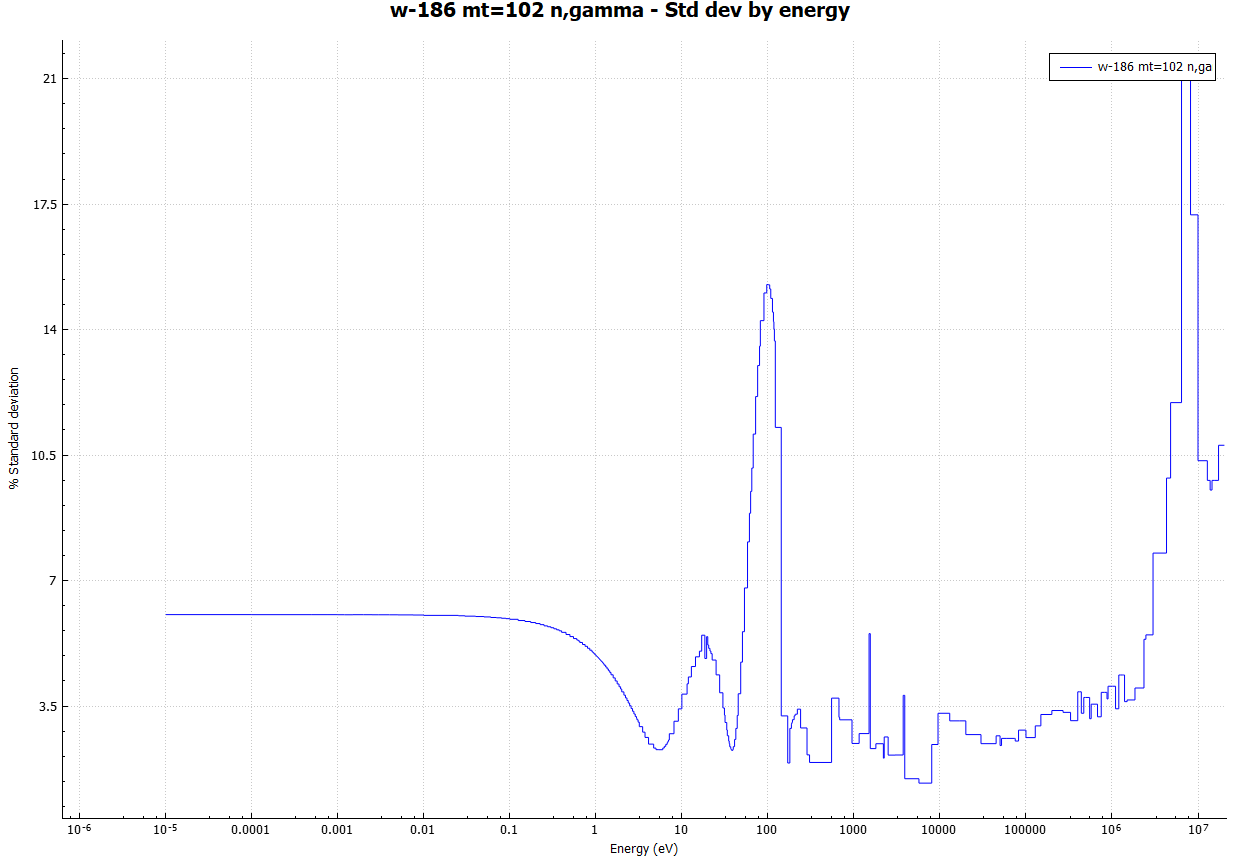 w-186 mt=102 n,gamma - Std dev by energy
w-186 mt=102 n,ga
21
17.5
14
10.5
7
3.5
% Standard deviation
10-6 10-5 0.0001 0.001 0.01 0.1 1 10 100 1000 10000 100000 106 107
Energy (eV)